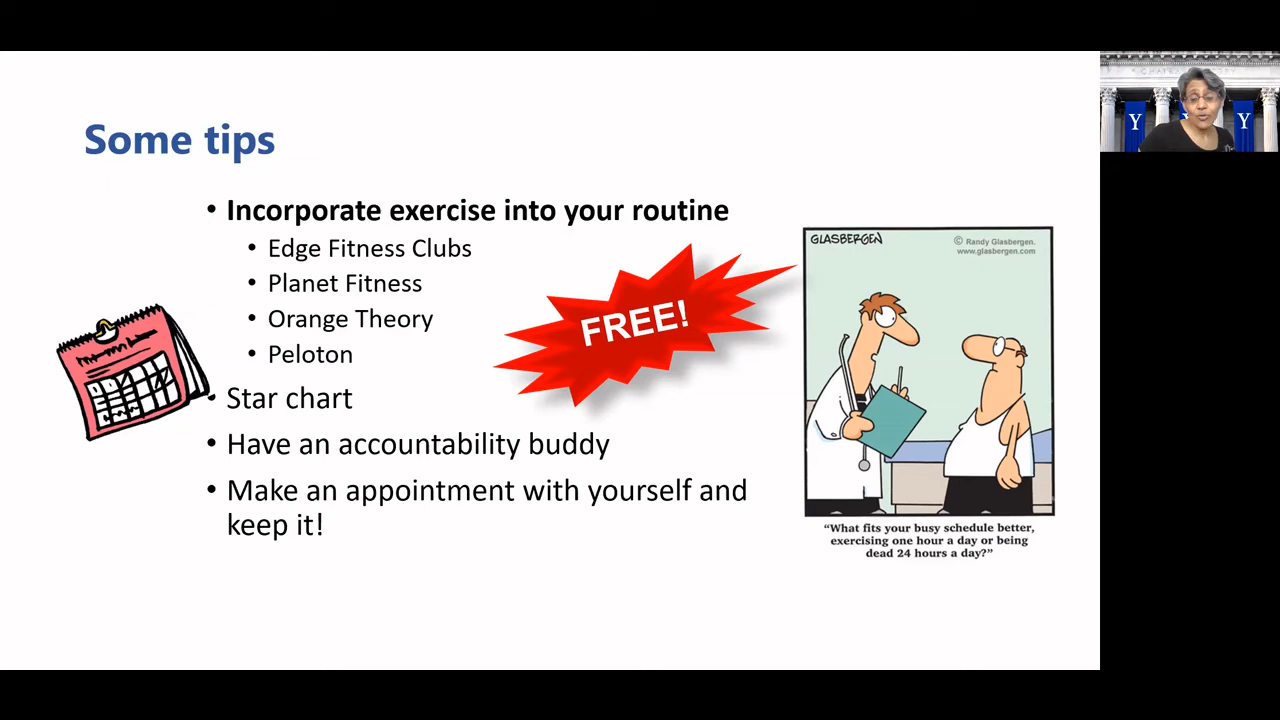 Some tips
• Incorporate exercise into your routine
• Edge Fitness Clubs
• Planet Fitness
• Orange Theory
• Peloton
• Star chart
• Have an accountability buddy
• Make an appointment with yourself and
keep it!
FREE!
GLASBERGEN
© Randy Glasbergen.
www.glasbergen.com
“What fits your busy schedule better,
exercising one hour a day or being
dead 24 hours a day?”
Y
Y